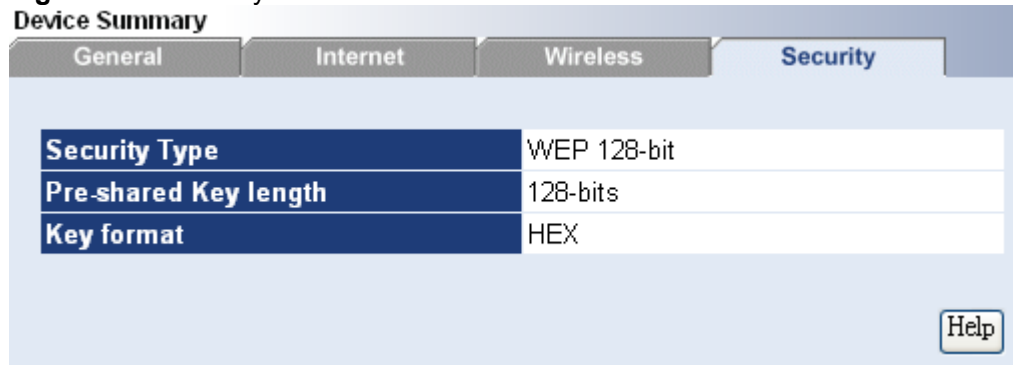 Device Summary
General Internet Wireless Security
Security Type WEP 128-bit
Pre-shared Key length 128-bits
Key format HEX
Help